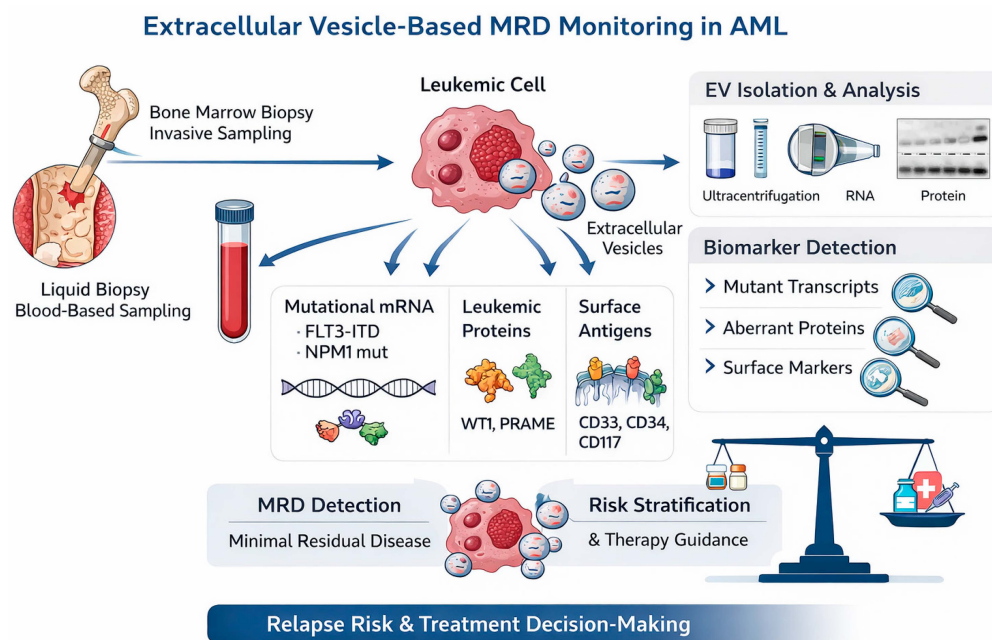 Extracellular Vesicle-Based MRD Monitoring in AML
Bone Marrow Biopsy
Invasive Sampling
Liquid Biopsy
Blood-Based Sampling
Leukemic Cell
Extracellular
Vesicles
EV Isolation & Analysis
Ultracentrifugation
RNA
Protein
Biomarker Detection
Mutant Transcripts
Aberrant Proteins
Surface Markers
Mutational mRNA
· FLT3-ITD
· NPM1 mut
Leukemic
Proteins
WT1, PRAME
Surface
Antigens
CD33, CD34,
CD117
MRD Detection
Minimal Residual Disease
Risk Stratification
& Therapy Guidance
Relapse Risk & Treatment Decision-Making